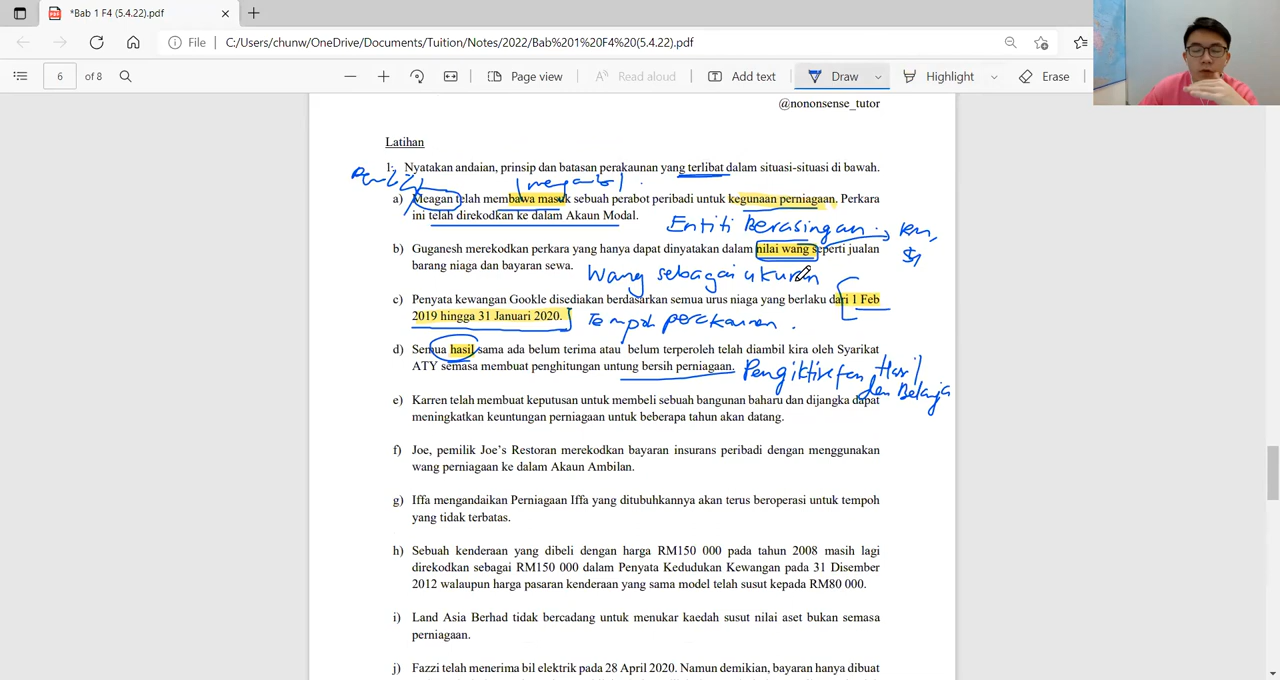 *Bab 1 F4 (5.4.22).pdf
File
C:/Users/chunw/OneDrive/Documents/Tuition/Notes/2022/Bab%201%20F4%20(5.4.22).pdf
6 of 8
Page view
Read aloud
Add text
Draw
Highlight
Erase
@nononsense_tutor
Latihan
1. Nyatakan andaian, prinsip dan batasan perakaunan yang terlibat dalam situasi-situasi di bawah.
Pemilik
mengambil
a) Meagan telah membawa masuk sebuah perabot peribadi untuk kegunaan perniagaan. Perkara
ini telah direkodkan ke dalam Akaun Modal.
Entiti berasingan.
RM,
$
b) Guganesh merekodkan perkara yang hanya dapat dinyatakan dalam nilai wang seperti jualan
barang niaga dan bayaran sewa.
Wang sebagai ukuran
c) Penyata kewangan Gookle disediakan berdasarkan semua urus niaga yang berlaku dari 1 Feb
2019 hingga 31 Januari 2020.
Tempoh perakaunan.
d) Semua hasil sama ada belum terima atau belum terperoleh telah diambil kira oleh Syarikat
ATY semasa membuat penghitungan untung bersih perniagaan.
Pengiktirafan Hasil
dan Belanja
e) Karren telah membuat keputusan untuk membeli sebuah bangunan baharu dan dijangka dapat
meningkatkan keuntungan perniagaan untuk beberapa tahun akan datang.
f) Joe, pemilik Joe's Restoran merekodkan bayaran insurans peribadi dengan menggunakan
wang perniagaan ke dalam Akaun Ambilan.
g) Iffa mengandaikan Perniagaan Iffa yang ditubuhkannya akan terus beroperasi untuk tempoh
yang tidak terbatas.
h) Sebuah kenderaan yang dibeli dengan harga RM150 000 pada tahun 2008 masih lagi
direkodkan sebagai RM150 000 dalam Penyata Kedudukan Kewangan pada 31 Disember
2012 walaupun harga pasaran kenderaan yang sama model telah susut kepada RM80 000.
i) Land Asia Berhad tidak bercadang untuk menukar kaedah susut nilai aset bukan semasa
perniagaan.
j) Fazzi telah menerima bil elektrik pada 28 April 2020. Namun demikian, bayaran hanya dibuat